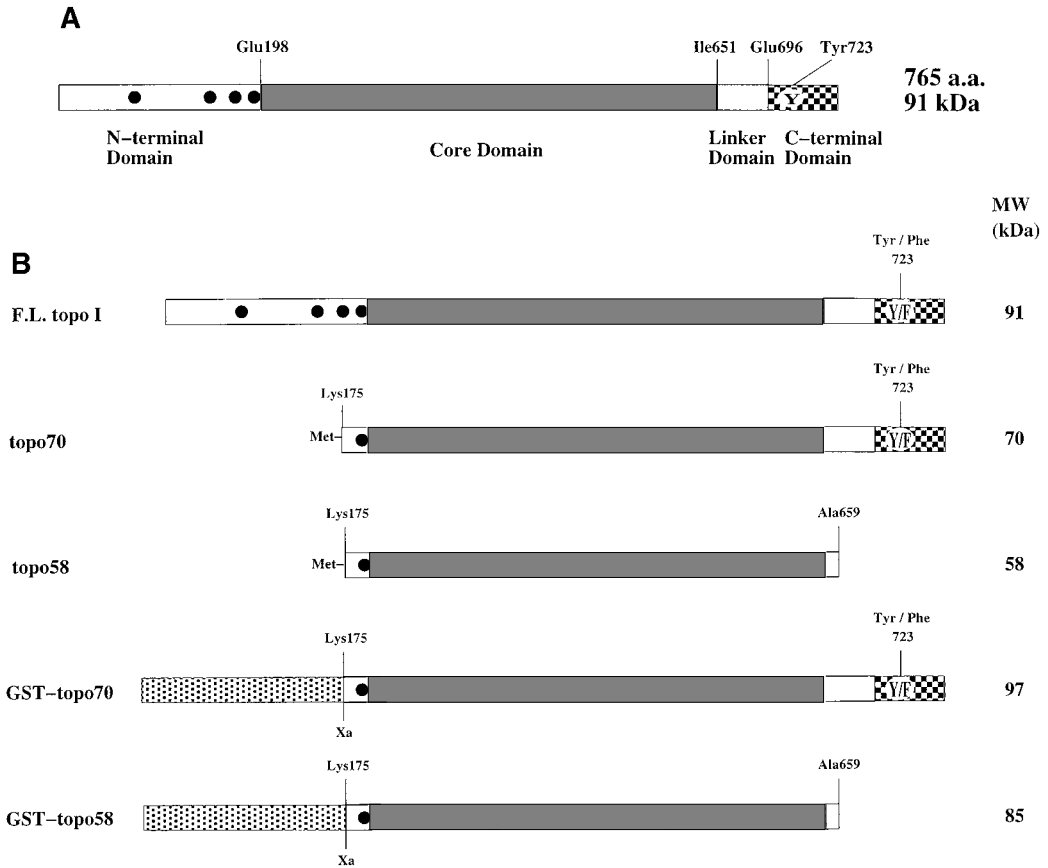 A
Glu198
Ile651 Glu696 Tyr723
Y
765 a.a.
91 kDa
N-terminal
Domain
Core Domain
Linker
Domain
C-terminal
Domain
MW
(kDa)
B
Tyr / Phe
723
F.L. topo I
Y/F
91
Lys175
Tyr / Phe
723
topo70
Met-
Y/F
70
Lys175
Ala659
topo58
Met-
58
Lys175
Tyr / Phe
723
GST-topo70
Y/F
97
Xa
Lys175
Ala659
GST-topo58
85
Xa